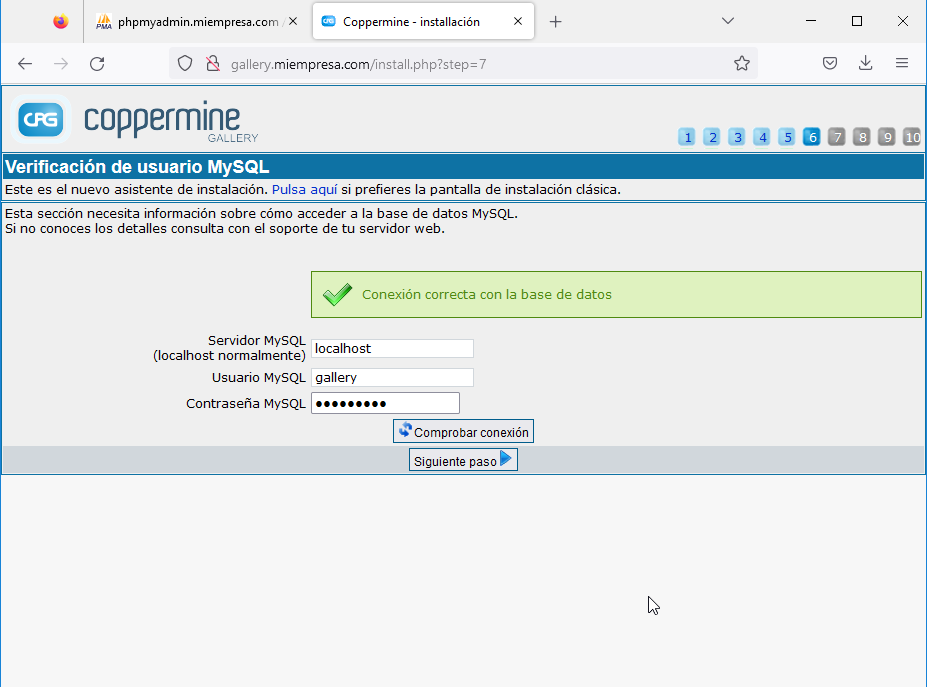 PMA phpmyadmin.miempresa.com /
CPG Coppermine - instalación
gallery.miempresa.com/install.php?step=7
CPG coppermine
GALLERY
1 2 3 4 5 6 7 8 9 10
Verificación de usuario MySQL
Este es el nuevo asistente de instalación. Pulsa aquí si prefieres la pantalla de instalación clásica.
Esta sección necesita información sobre cómo acceder a la base de datos MySQL.
Si no conoces los detalles consulta con el soporte de tu servidor web.
Conexión correcta con la base de datos
Servidor MySQL
(localhost normalmente) localhost
Usuario MySQL gallery
Contraseña MySQL •••••••••
Comprobar conexión
Siguiente paso